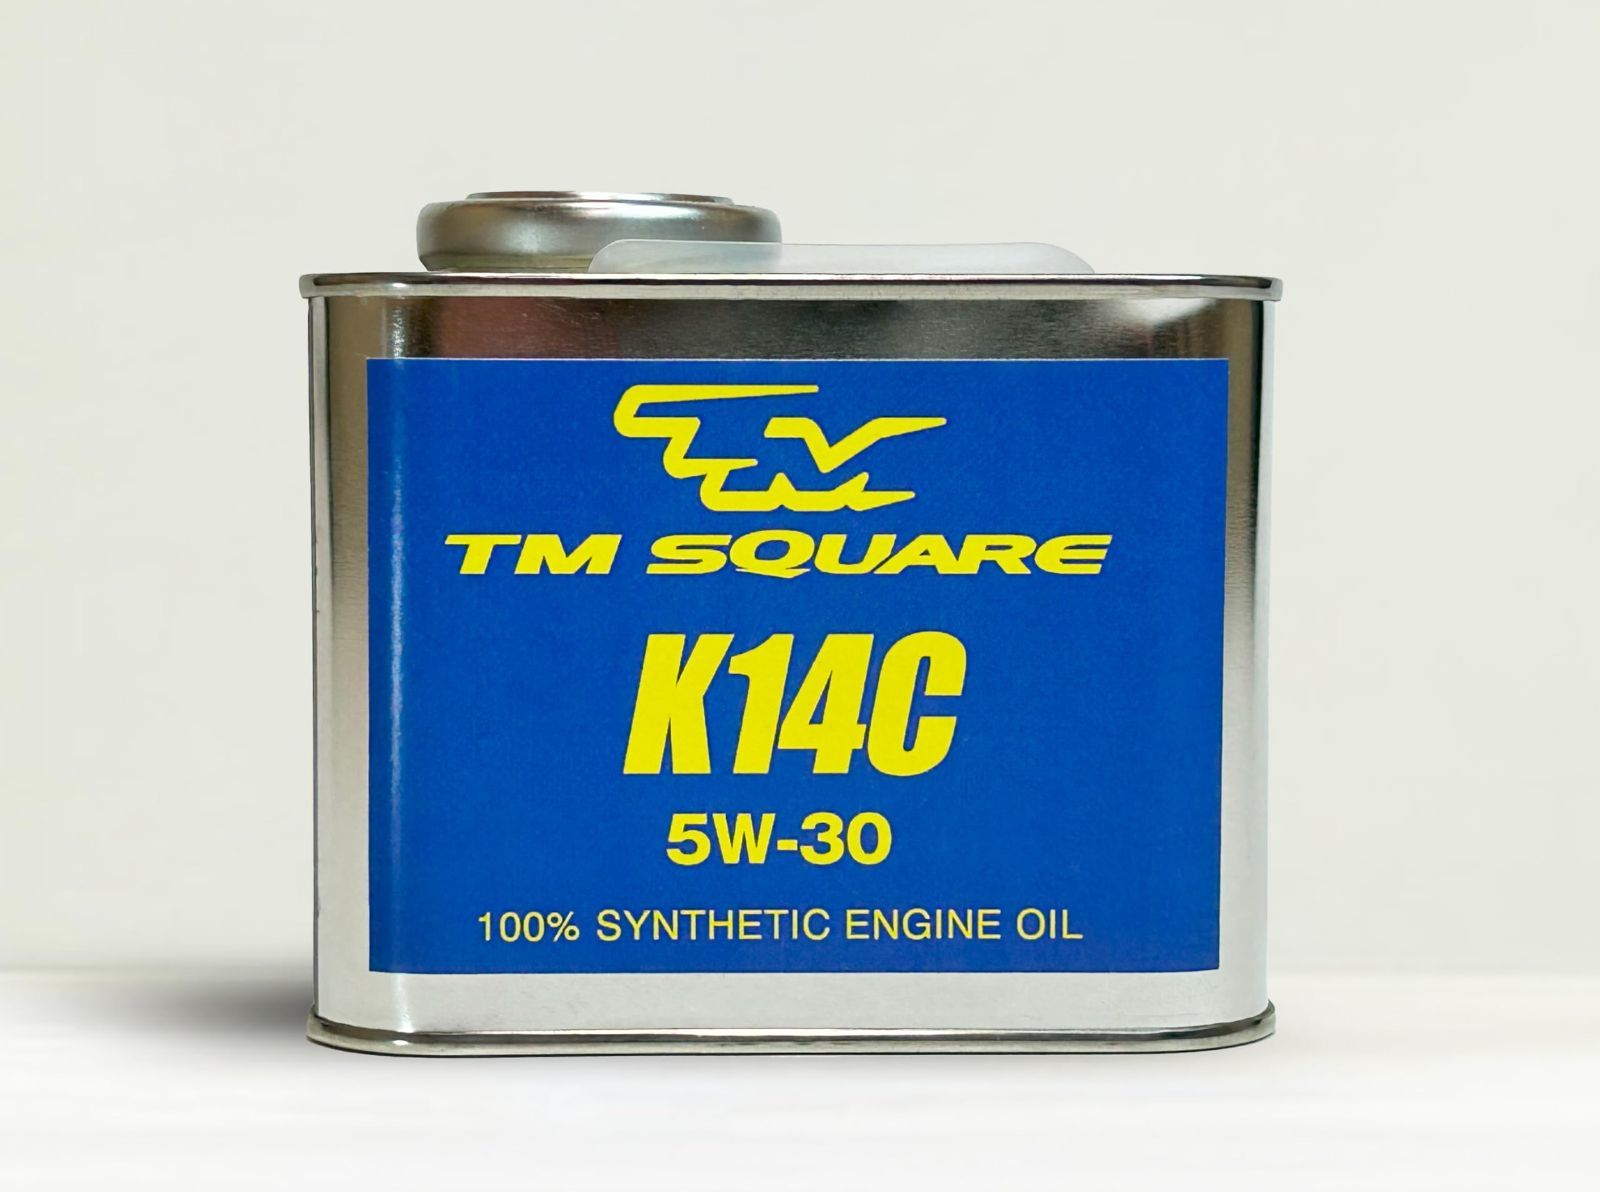 TM SQUARE
K14C
5W-30
100% SYNTHETIC ENGINE OIL